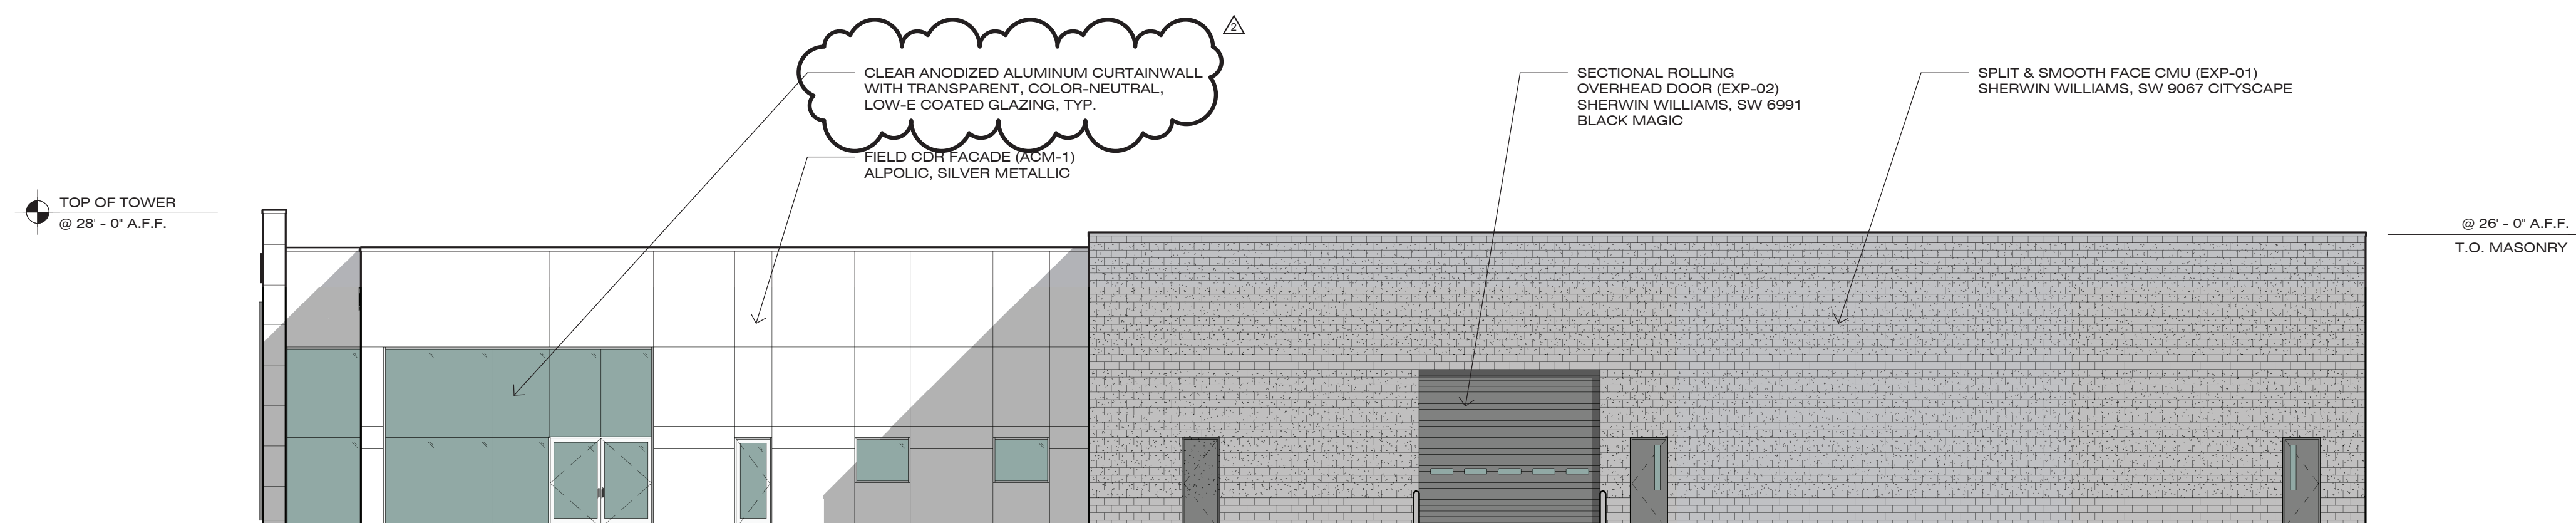 2
CLEAR ANODIZED ALUMINUM CURTAINWALL
WITH TRANSPARENT, COLOR-NEUTRAL,
LOW-E COATED GLAZING, TYP.
FIELD CDR FACADE (ACM-1)
ALPOLIC, SILVER METALLIC
SECTIONAL ROLLING
OVERHEAD DOOR (EXP-02)
SHERWIN WILLIAMS, SW 6991
BLACK MAGIC
SPLIT & SMOOTH FACE CMU (EXP-01)
SHERWIN WILLIAMS, SW 9067 CITYSCAPE
TOP OF TOWER
@ 28' - 0" A.F.F.
@ 26' - 0" A.F.F.
T.O. MASONRY